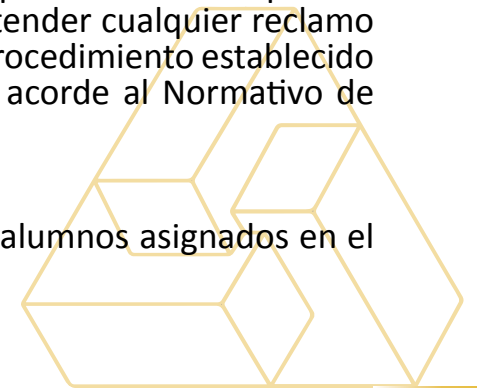 tender cualquier reclamo
rocedimiento establecido
acorde al Normativo de
alumnos asignados en el